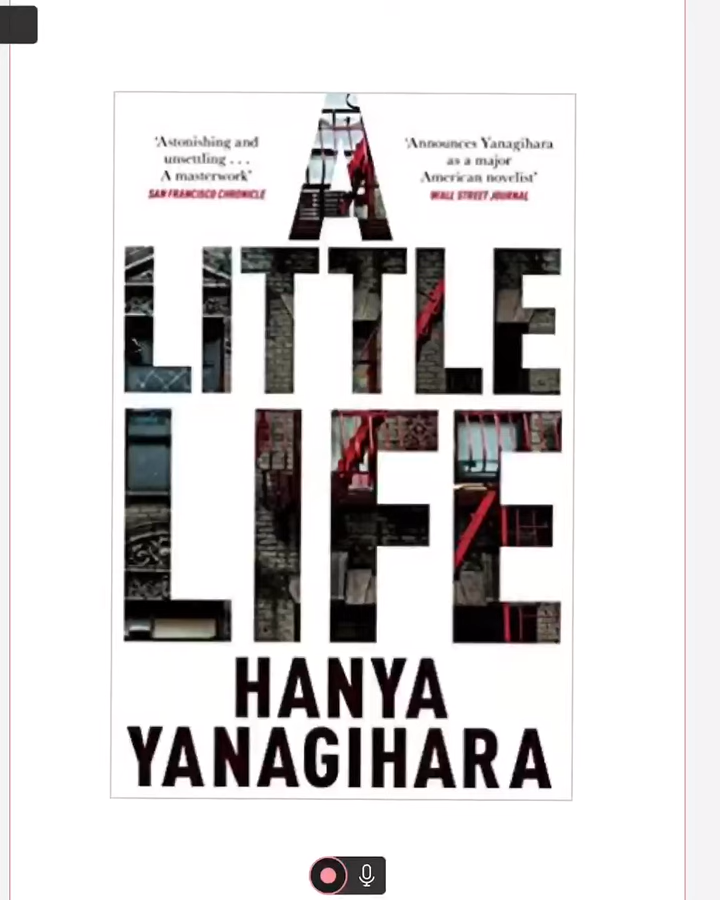 'Astonishing and
unsettling . . .
A masterwork'
SAN FRANCISCO CHRONICLE
'Announces Yanagihara
as a major
American novelist'
WALL STREET JOURNAL
A
LITTLE
LIFE
HANYA
YANAGIHARA